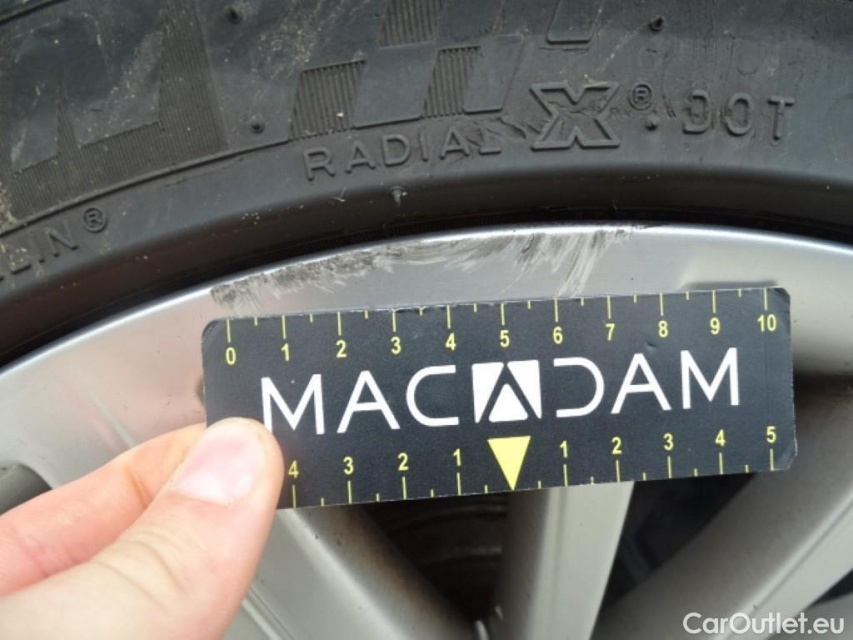 RADIAL X® DOT
LIN®
0 1 2 3 4 5 6 7 8 9 10
MACADAM
4 3 2 1 1 2 3 4 5
CarOutlet.eu